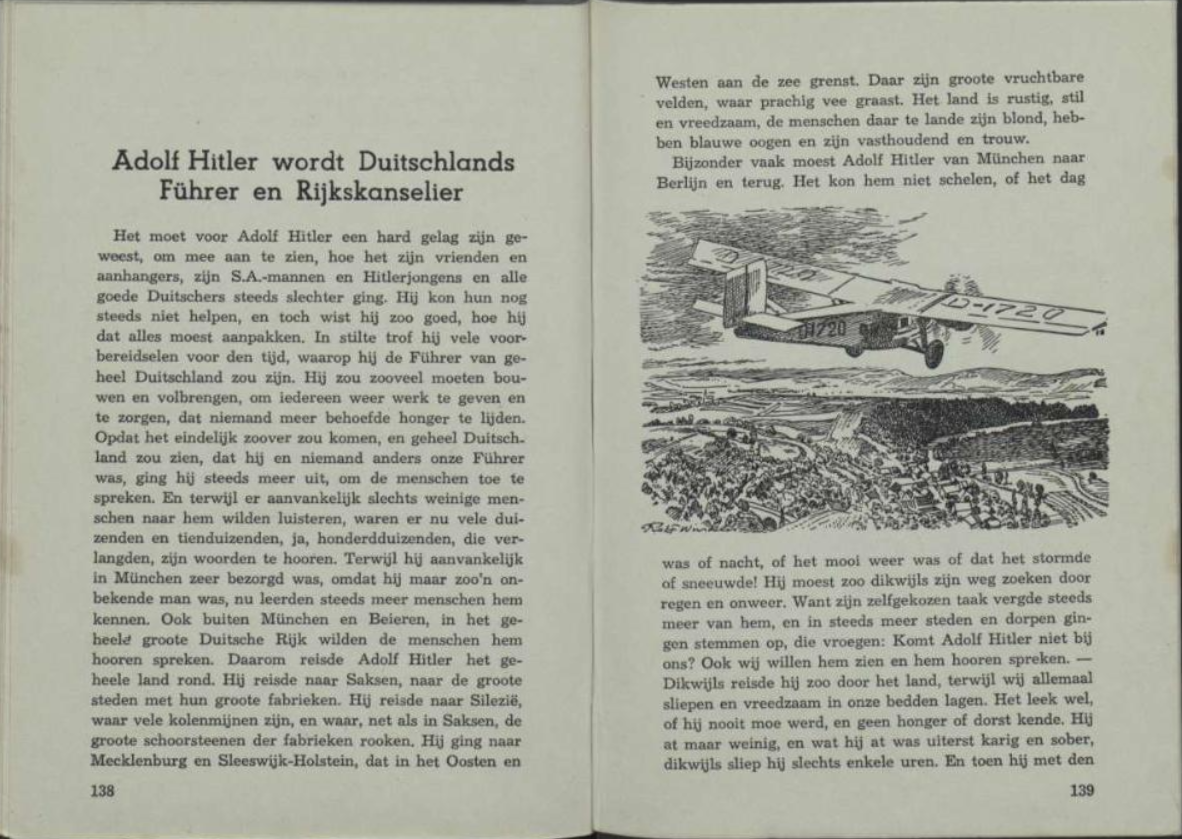 Adolf Hitler wordt Duitschlands
Führer en Rijkskanselier
Het moet voor Adolf Hitler een hard gelag zijn ge-
weest, om mee aan te zien, hoe het zijn vrienden en
aanhangers, zijn S.A.-mannen en Hitlerjongens en alle
goede Duitschers steeds slechter ging. Hij kon hun nog
steeds niet helpen, en toch wist hij zoo goed, hoe hij
dat alles moest aanpakken. In stilte trof hij vele voor-
bereidselen voor den tijd, waarop hij de Führer van ge-
heel Duitschland zou zijn. Hij zou zooveel moeten bou-
wen en volbrengen, om iedereen weer werk te geven en
te zorgen, dat niemand meer behoefde honger te lijden.
Opdat het eindelijk zoover zou komen, en geheel Duitsch-
land zou zien, dat hij en niemand anders onze Führer
was, ging hij steeds meer uit, om de menschen toe te
spreken. En terwijl er aanvankelijk slechts weinige men-
schen naar hem wilden luisteren, waren er nu vele dui-
zenden en tienduizenden, ja, honderdduizenden, die ver-
langden, zijn woorden te hooren. Terwijl hij aanvankelijk
in München zeer bezorgd was, omdat hij maar zoo'n on-
bekende man was, nu leerden steeds meer menschen hem
kennen. Ook buiten München en Beieren, in het ge-
heele groote Duitsche Rijk wilden de menschen hem
hooren spreken. Daarom reisde Adolf Hitler het ge-
heele land rond. Hij reisde naar Saksen, naar de groote
steden met hun groote fabrieken. Hij reisde naar Silezië,
waar vele kolenmijnen zijn, en waar, net als in Saksen, de
groote schoorsteenen der fabrieken rooken. Hij ging naar
Mecklenburg en Sleeswijk-Holstein, dat in het Oosten en
138
Westen aan de zee grenst. Daar zijn groote vruchtbare
velden, waar prachig vee graast. Het land is rustig, stil
en vreedzaam, de menschen daar te lande zijn blond, heb-
ben blauwe oogen en zijn vasthoudend en trouw.
Bijzonder vaak moest Adolf Hitler van München naar
Berlijn en terug. Het kon hem niet schelen, of het dag
D-1720
D1720
was of nacht, of het mooi weer was of dat het stormde
of sneeuwde! Hij moest zoo dikwijls zijn weg zoeken door
regen en onweer. Want zijn zelfgekozen taak vergde steeds
meer van hem, en in steeds meer steden en dorpen gin-
gen stemmen op, die vroegen: Komt Adolf Hitler niet bij
ons? Ook wij willen hem zien en hem hooren spreken. —
Dikwijls reisde hij zoo door het land, terwijl wij allemaal
sliepen en vreedzaam in onze bedden lagen. Het leek wel,
of hij nooit moe werd, en geen honger of dorst kende. Hij
at maar weinig, en wat hij at was uiterst karig en sober,
dikwijls sliep hij slechts enkele uren. En toen hij met den
139